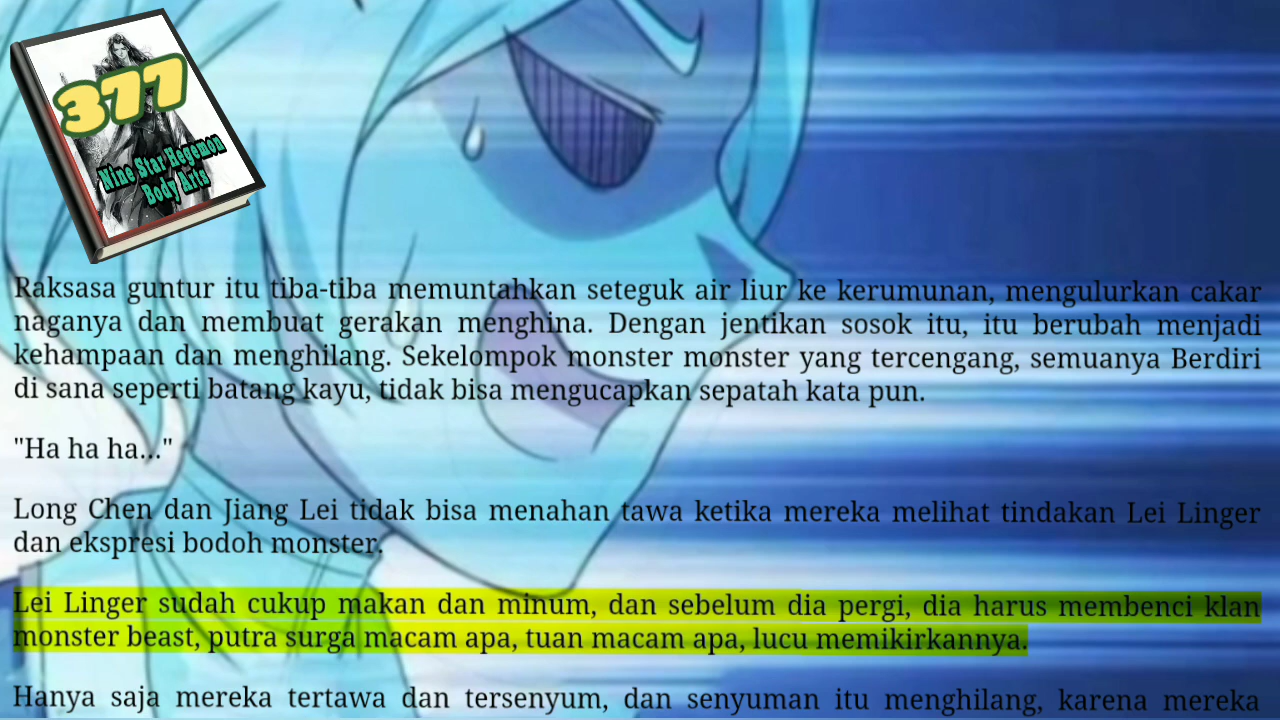 377
Nine Star Hegemon
Body Arts
Raksasa guntur itu tiba-tiba memuntahkan seteguk air liur ke kerumunan, mengulurkan cakar
naganya dan membuat gerakan menghina. Dengan jentikan sosok itu, itu berubah menjadi
kehampaan dan menghilang. Sekelompok monster monster yang tercengang, semuanya Berdiri
di sana seperti batang kayu, tidak bisa mengucapkan sepatah kata pun.
"Ha ha ha..."
Long Chen dan Jiang Lei tidak bisa menahan tawa ketika mereka melihat tindakan Lei Linger
dan ekspresi bodoh monster.
Lei Linger sudah cukup makan dan minum, dan sebelum dia pergi, dia harus membenci klan
monster beast, putra surga macam apa, tuan macam apa, lucu memikirkannya.
Hanya saja mereka tertawa dan tersenyum, dan senyuman itu menghilang, karena mereka